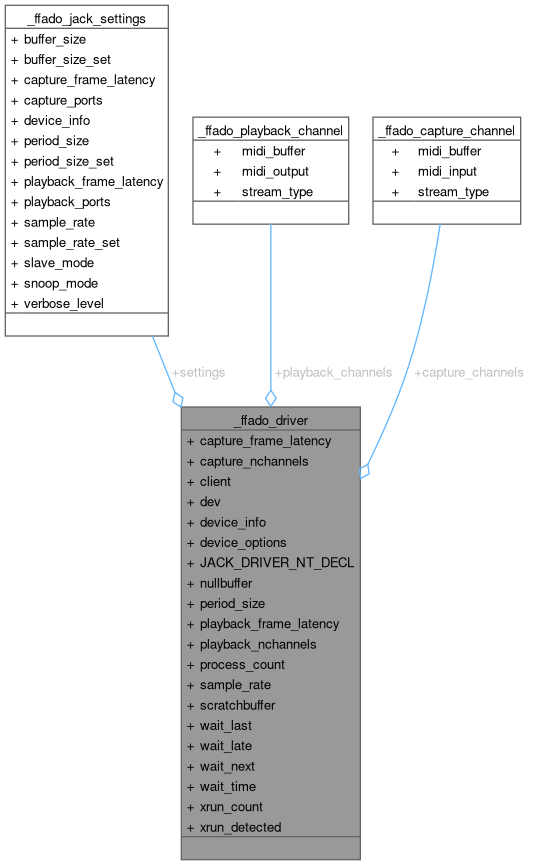 _ffado_jack_settings
+ buffer_size
+ buffer_size_set
+ capture_frame_latency
+ capture_ports
+ device_info
+ period_size
+ period_size_set
+ playback_frame_latency
+ playback_ports
+ sample_rate
+ sample_rate_set
+ slave_mode
+ snoop_mode
+ verbose_level
_ffado_playback_channel
+ midi_buffer
+ midi_output
+ stream_type
_ffado_capture_channel
+ midi_buffer
+ midi_input
+ stream_type
+settings
+playback_channels
+capture_channels
_ffado_driver
+ capture_frame_latency
+ capture_nchannels
+ client
+ dev
+ device_info
+ device_options
+ JACK_DRIVER_NT_DECL
+ nullbuffer
+ period_size
+ playback_frame_latency
+ playback_nchannels
+ process_count
+ sample_rate
+ scratchbuffer
+ wait_last
+ wait_late
+ wait_next
+ wait_time
+ xrun_count
+ xrun_detected